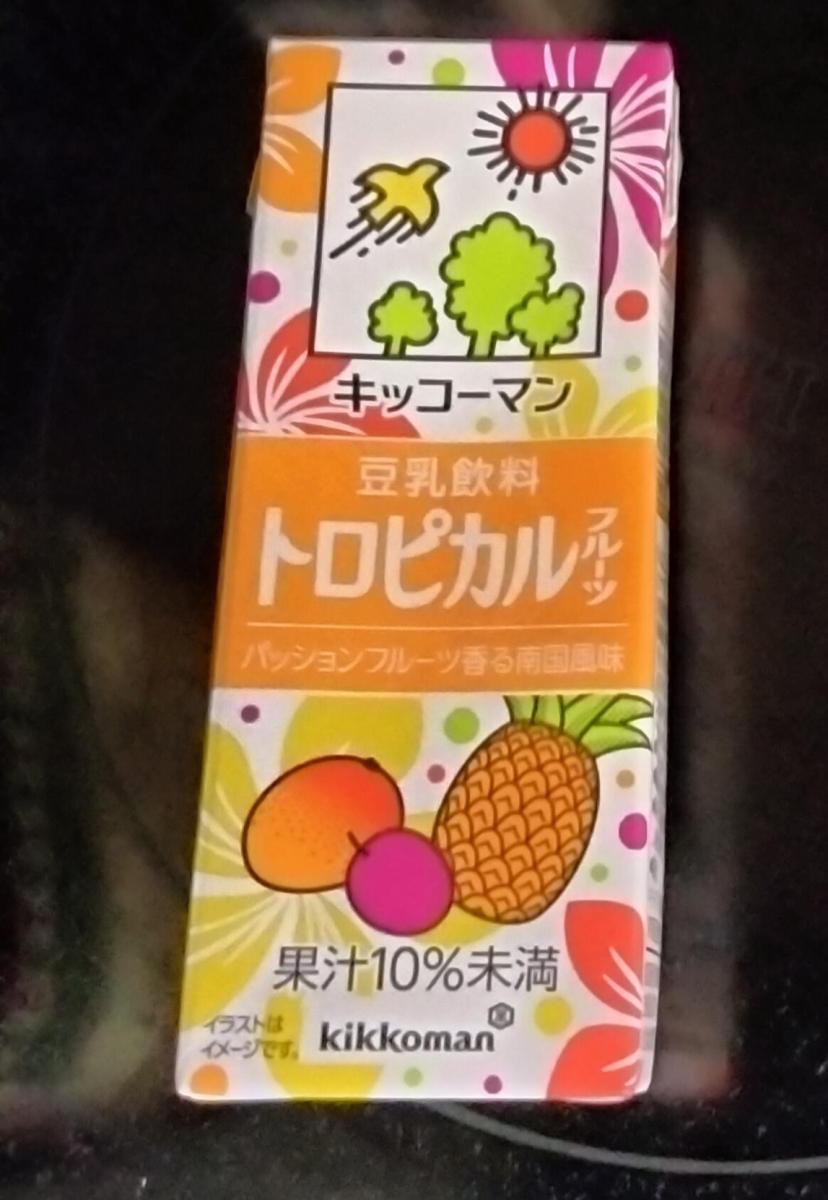 キッコーマン
豆乳飲料
トロピカルフルーツ
パッションフルーツ香る南国風味
果汁10%未満
イラストは
イメージです。
kikkoman